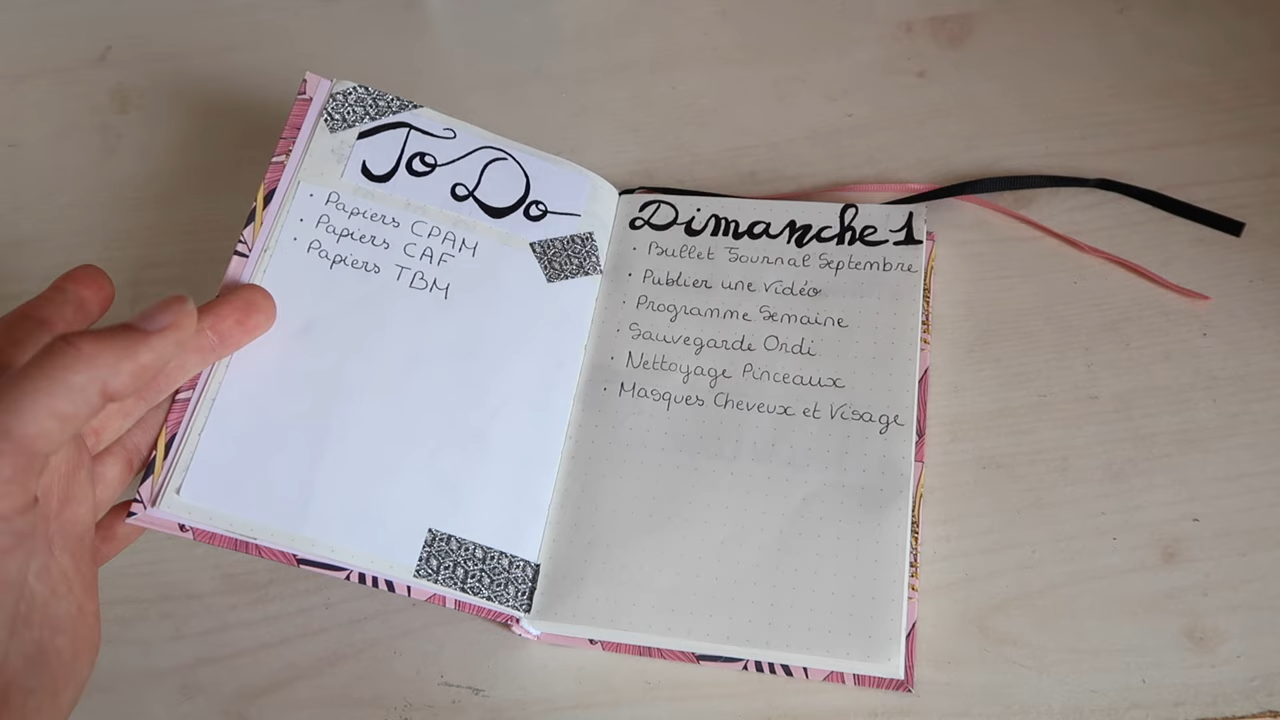 To Do
· Papiers CPAM
· Papiers CAF
· Papiers TBM
Dimanche 1
· Bullet Journal Septembre
· Publier une vidéo
· Programme Semaine
· Sauvegarde Ordi
· Nettoyage Pinceaux
· Masques Cheveux et Visage